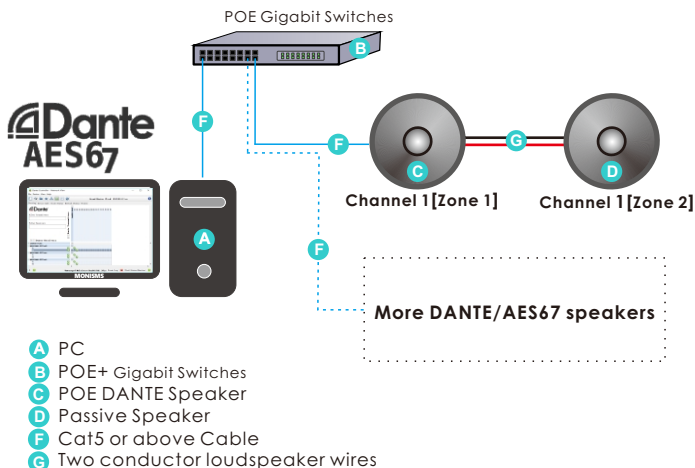 POE Gigabit Switches
B
Dante
AES67
F
F
G
C
D
Channel 1[Zone 1]
Channel 1[Zone 2]
A
F
MONISMS
More DANTE/AES67 speakers
A PC
B POE+ Gigabit Switches
C POE DANTE Speaker
D Passive Speaker
F Cat5 or above Cable
G Two conductor loudspeaker wires